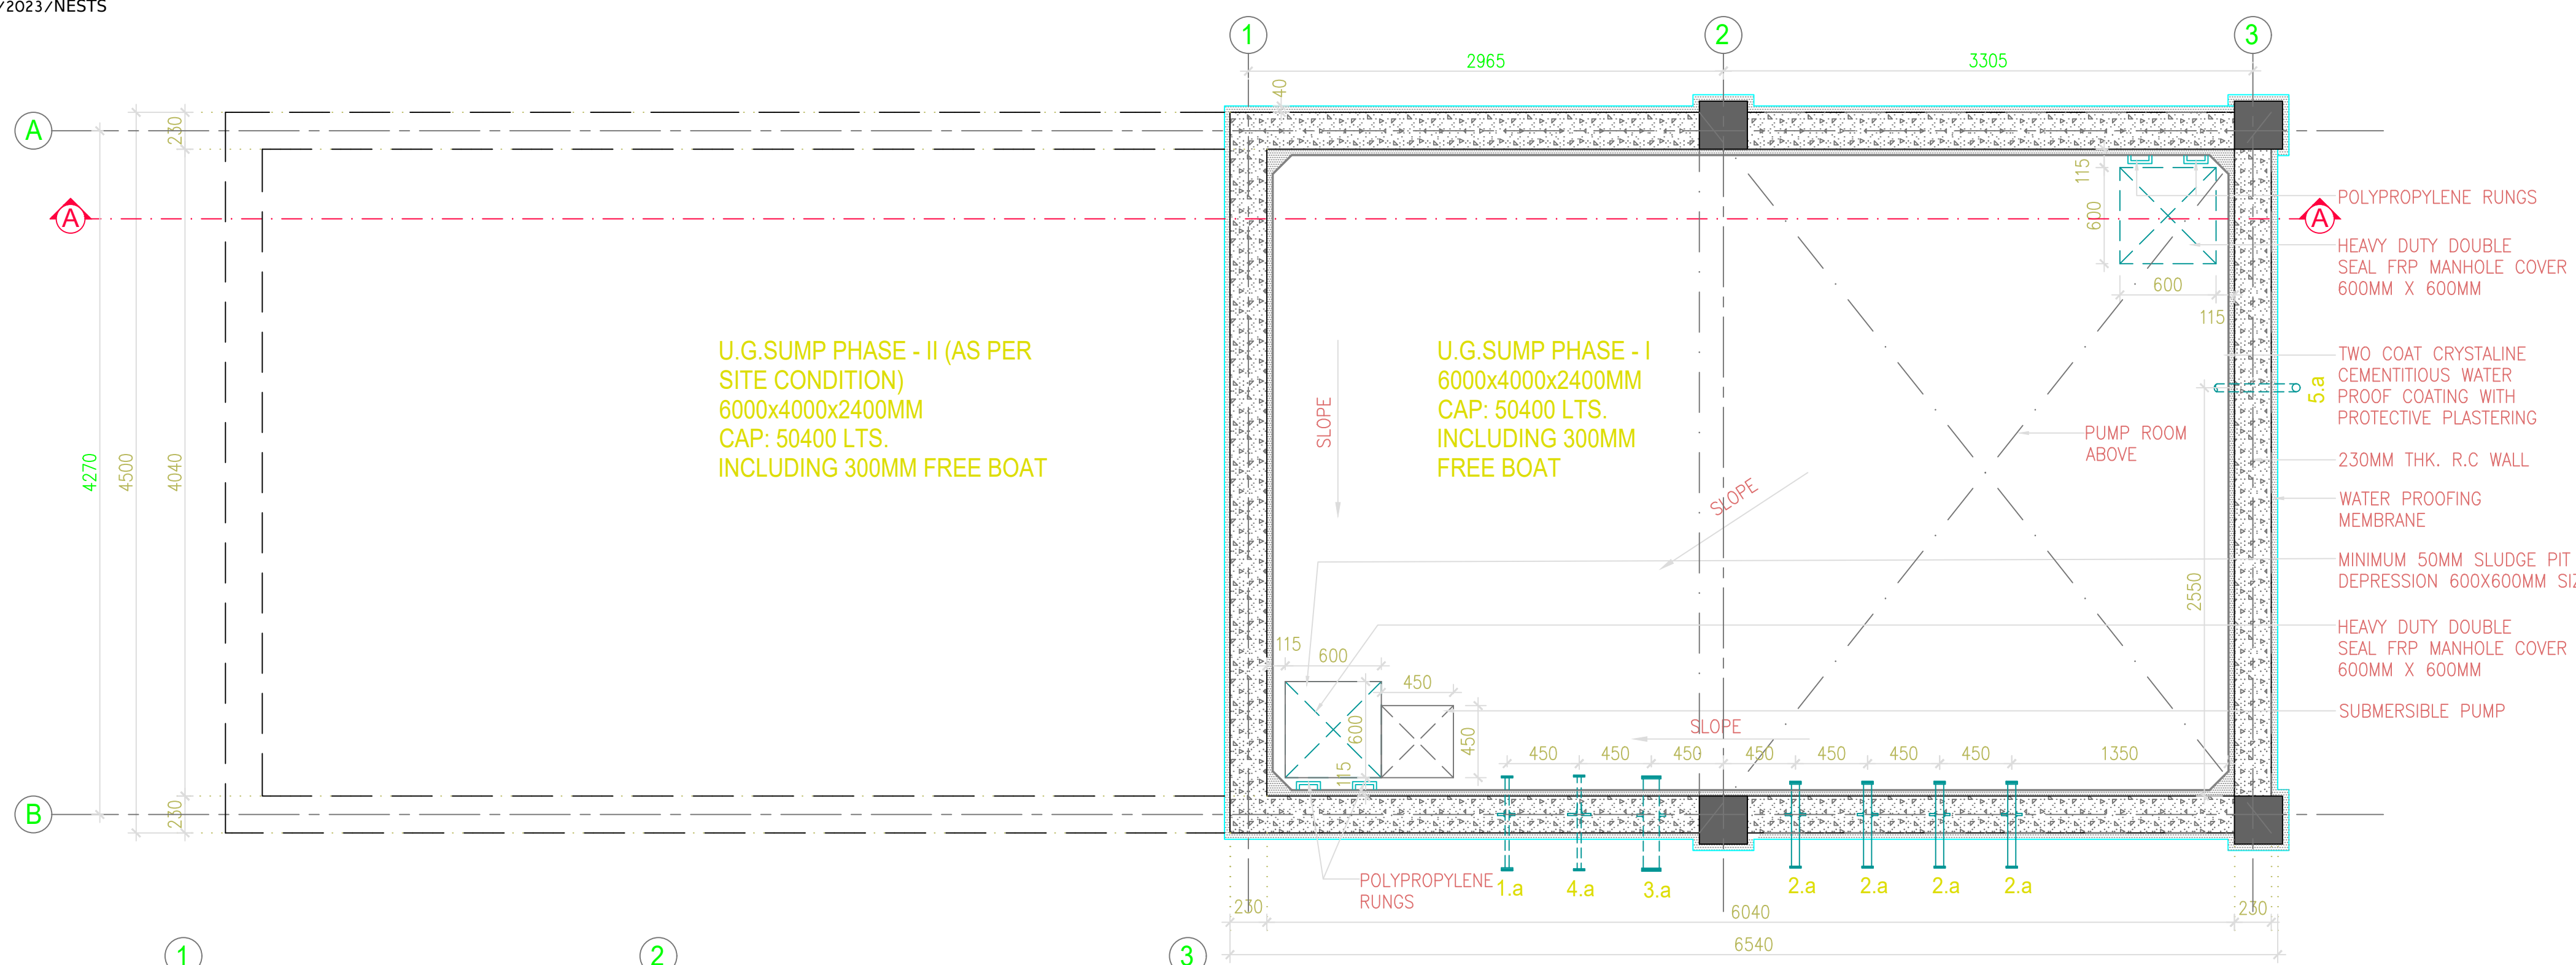 /2023/NESTS
1
2
3
2965
3305
40
A
230
4270
4500
4040
230
A
B
U.G.SUMP PHASE - II (AS PER
SITE CONDITION)
6000x4000x2400MM
CAP: 50400 LTS.
INCLUDING 300MM FREE BOAT
U.G.SUMP PHASE - I
6000x4000x2400MM
CAP: 50400 LTS.
INCLUDING 300MM
FREE BOAT
SLOPE
SLOPE
SLOPE
115
600
600
115
A
POLYPROPYLENE RUNGS
HEAVY DUTY DOUBLE
SEAL FRP MANHOLE COVER
600MM X 600MM
5.a
TWO COAT CRYSTALINE
CEMENTITIOUS WATER
PROOF COATING WITH
PROTECTIVE PLASTERING
PUMP ROOM
ABOVE
230MM THK. R.C WALL
WATER PROOFING
MEMBRANE
MINIMUM 50MM SLUDGE PIT
DEPRESSION 600X600MM
HEAVY DUTY DOUBLE
SEAL FRP MANHOLE COVER
600MM X 600MM
SUBMERSIBLE PUMP
2550
115
600
450
600
450
115
450
450
450
450
450
450
450
1350
POLYPROPYLENE
RUNGS
1.a
4.a
3.a
2.a
2.a
2.a
2.a
230
6040
230
6540
1
2
3